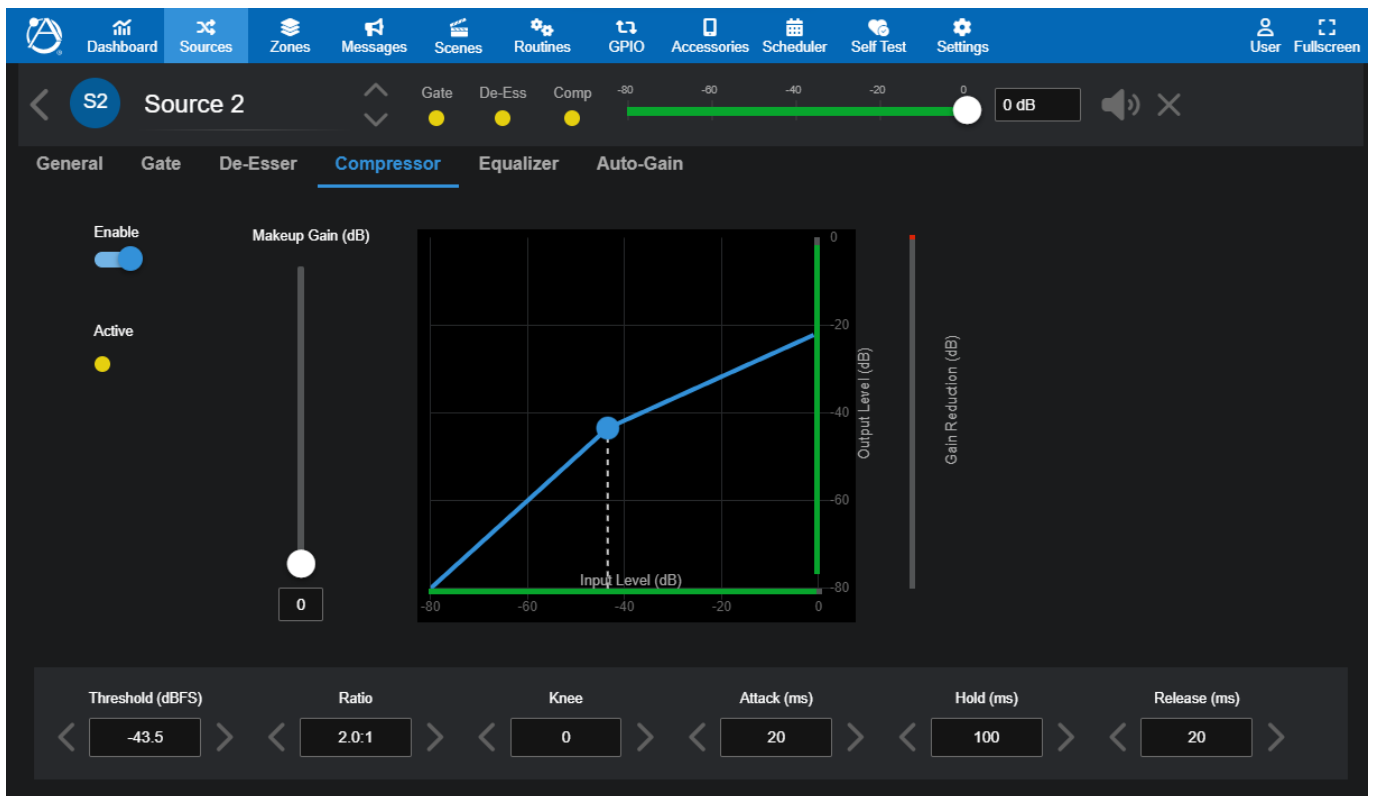 Dashboard Sources Zones Messages Scenes Routines GPIO Accessories Scheduler Self Test Settings User Fullscreen
S2 Source 2 Gate De-Ess Comp -80 -60 -40 -20 0 0 dB
General Gate De-Esser Compressor Equalizer Auto-Gain
Enable
Makeup Gain (dB)
Active
0
0
-20
-40
-60
-80
Output Level (dB)
Gain Reduction (dB)
Input Level (dB)
-80 -60 -40 -20 0
Threshold (dBFS) Ratio Knee Attack (ms) Hold (ms) Release (ms)
-43.5 2.0:1 0 20 100 20